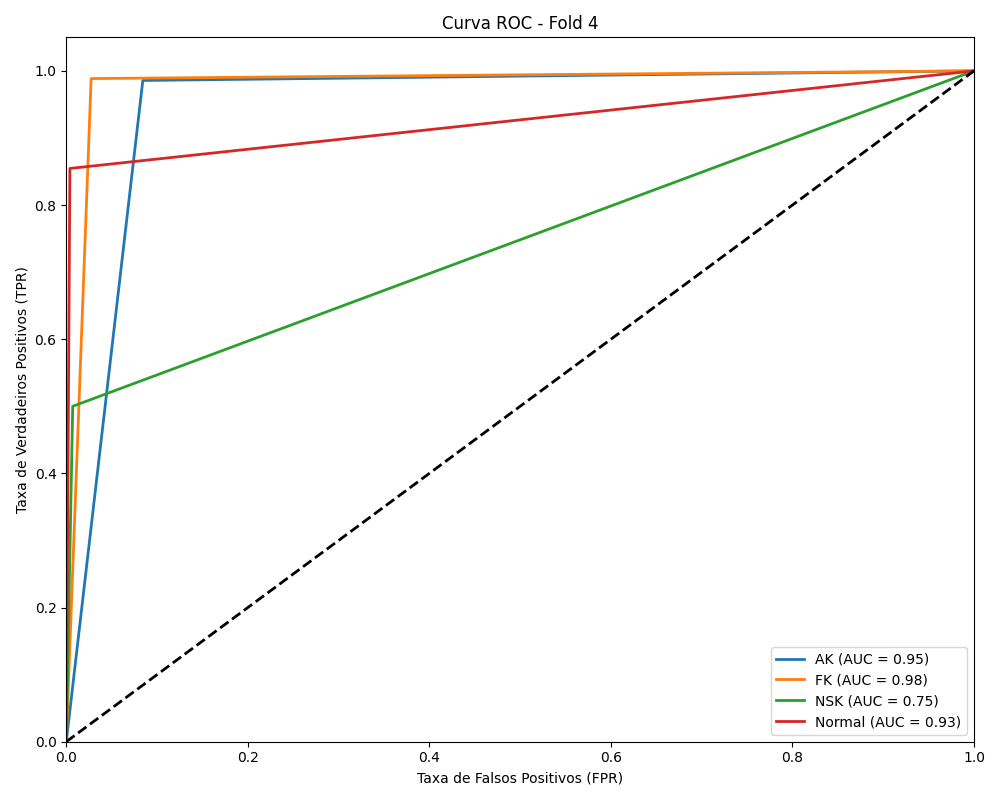 Curva ROC - Fold 4
Taxa de Verdadeiros Positivos (TPR)
1.0
0.8
0.6
0.4
0.2
0.0
0.0 0.2 0.4 0.6 0.8 1.0
Taxa de Falsos Positivos (FPR)
AK (AUC = 0.95)
FK (AUC = 0.98)
NSK (AUC = 0.75)
Normal (AUC = 0.93)